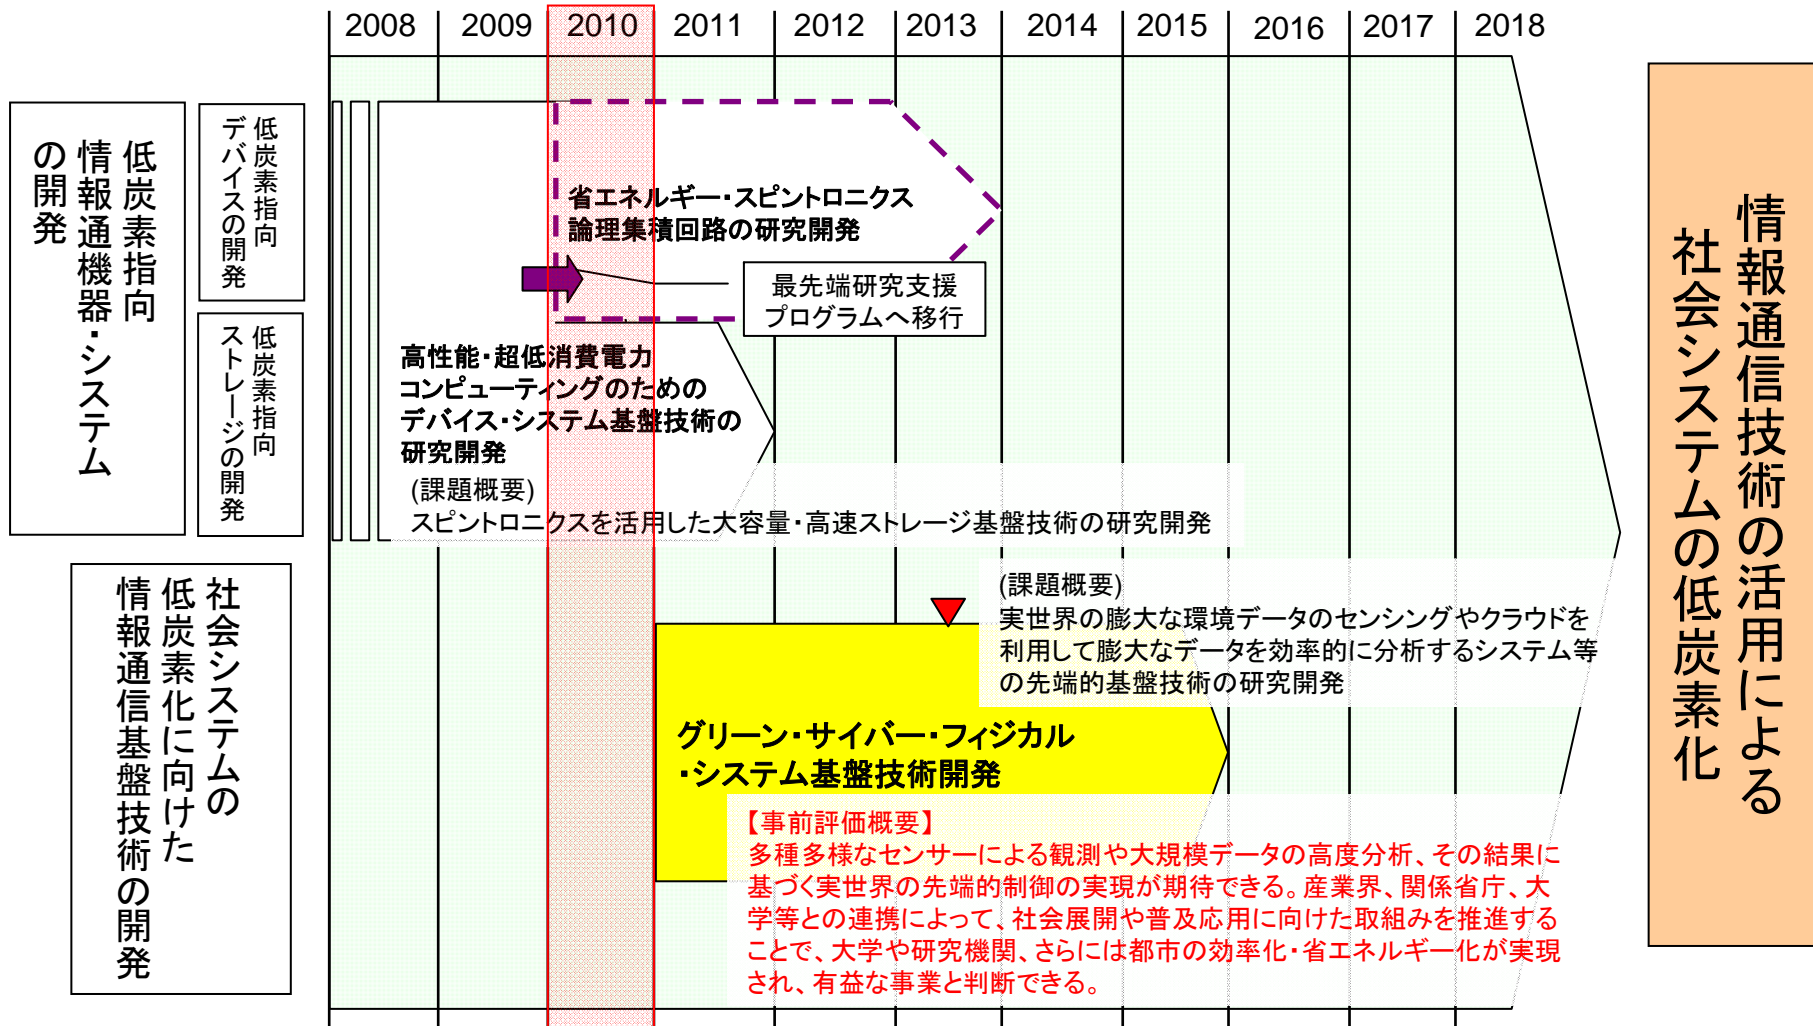 2008
2009
2010
2011
2012
2013
2014
2015
2016
2017
2018
低炭素指向
情報通信機器・システム
の開発
低炭素指向
デバイスの開発
低炭素指向
ストレージの開発
省エネルギー・スピントロニクス
論理集積回路の研究開発
最先端研究支援
プログラムへ移行
高性能・超低消費電力
コンピューティングのための
デバイス・システム基盤技術の
研究開発
(課題概要)
スピントロニクスを活用した大容量・高速ストレージ基盤技術の研究開発
社会システムの
低炭素化に向けた
情報通信基盤技術の開発
(課題概要)
実世界の膨大な環境データのセンシングやクラウドを
利用して膨大なデータを効率的に分析するシステム等
の先端的基盤技術の研究開発
グリーン・サイバー・フィジカル
・システム基盤技術開発
【事前評価概要】
多種多様なセンサーによる観測や大規模データの高度分析、その結果に
基づく実世界の先端的制御の実現が期待できる。産業界、関係省庁、大
学等との連携によって、社会展開や普及応用に向けた取組みを推進する
ことで、大学や研究機関、さらには都市の効率化・省エネルギー化が実現
され、有益な事業と判断できる。
情報通信技術の活用による
社会システムの低炭素化